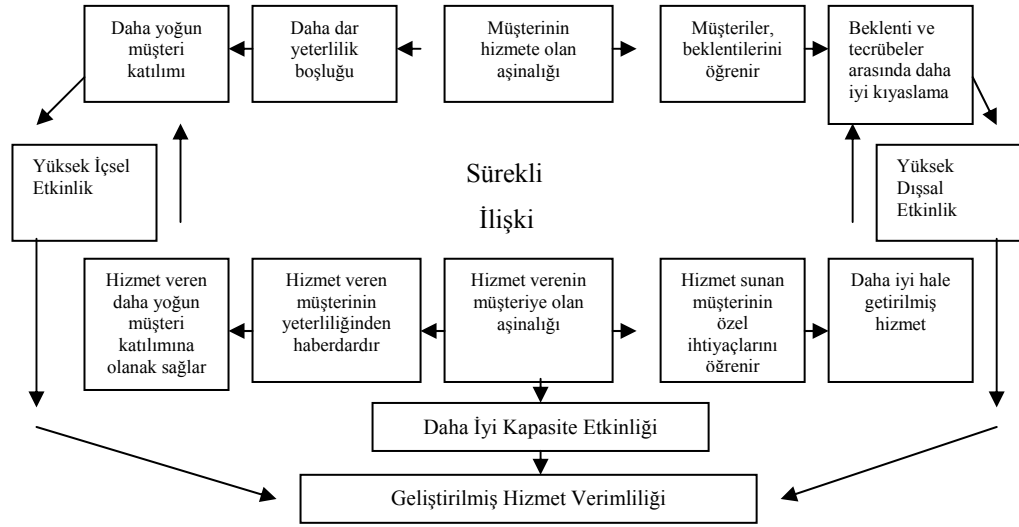 Daha yoğun
müşteri
katılımı
Daha dar
yeterlilik
boşluğu
Müşterinin
hizmete olan
aşinalığı
Müşteriler,
beklentilerini
öğrenir
Beklenti ve
tecrübeler
arasında daha
iyi kıyaslama
Yüksek İçsel
Etkinlik
Sürekli
İlişki
Yüksek
Dışsal
Etkinlik
Hizmet veren
daha yoğun
müşteri
katılımına
olanak sağlar
Hizmet veren
müşterinin
yeterliliğinden
haberdardır
Hizmet verenin
müşteriye olan
aşinalığı
Hizmet sunan
müşterinin
özel
ihtiyaçlarını
öğrenir
Daha iyi hale
getirilmiş
hizmet
Daha İyi Kapasite Etkinliği
Geliştirilmiş Hizmet Verimliliği